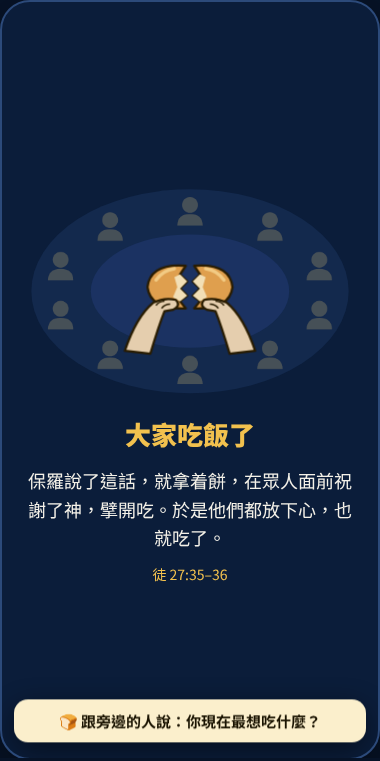 大家吃飯了
保羅說了這話，就拿着餅，在眾人面前祝
謝了神，擘開吃。於是他們都放下心，也
就吃了。
徒 27:35–36
🍞 跟旁邊的人說：你現在最想吃什麼？